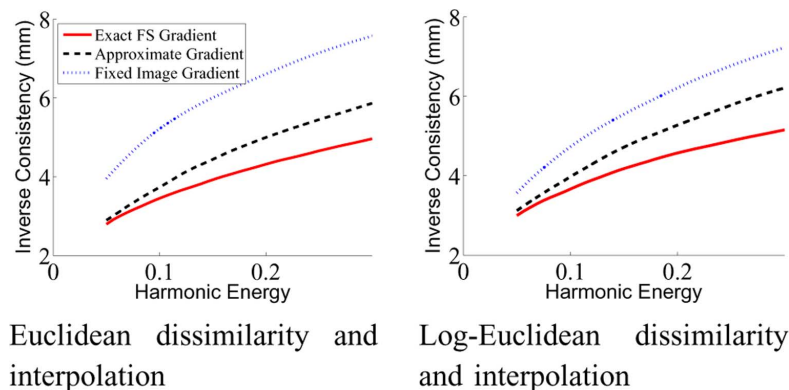 8
6
4
2
Inverse Consistency (mm)
Exact FS Gradient
Approximate Gradient
Fixed Image Gradient
0
0.1
0.2
Harmonic Energy
8
6
4
2
Inverse Consistency (mm)
0
0.1
0.2
Harmonic Energy
Euclidean dissimilarity and
interpolation
Log-Euclidean dissimilarity
and interpolation